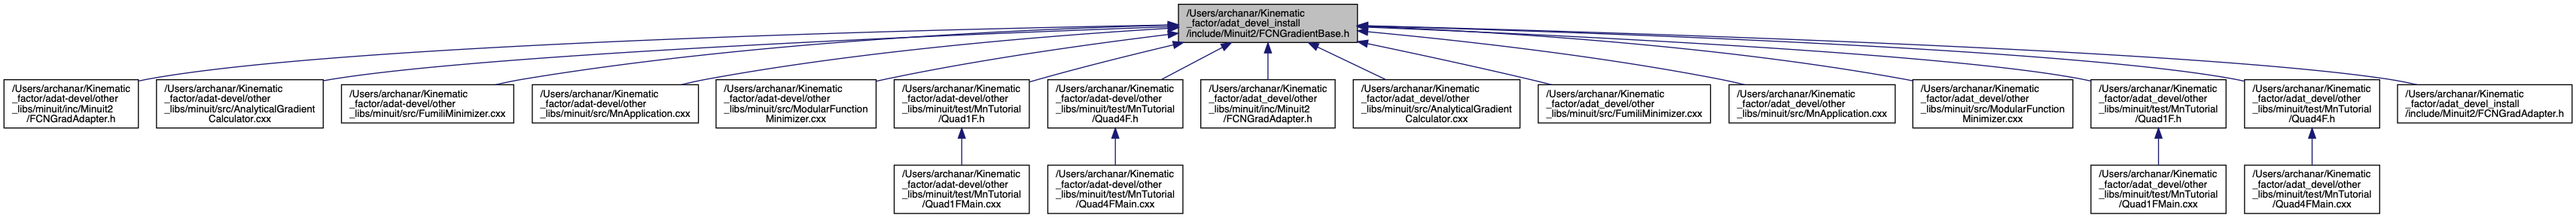 /Users/archanar/Kinematic
_factor/adat_devel_install
/include/Minuit2/FCNGradientBase.h
/Users/archanar/Kinematic
_factor/adat-devel/other
_libs/minuit/inc/Minuit2
/FCNGradAdapter.h
/Users/archanar/Kinematic
_factor/adat-devel/other
_libs/minuit/src/AnalyticalGradient
Calculator.cxx
/Users/archanar/Kinematic
_factor/adat-devel/other
_libs/minuit/src/FumiliMinimizer.cxx
/Users/archanar/Kinematic
_factor/adat-devel/other
_libs/minuit/src/MnApplication.cxx
/Users/archanar/Kinematic
_factor/adat-devel/other
_libs/minuit/src/ModularFunction
Minimizer.cxx
/Users/archanar/Kinematic
_factor/adat-devel/other
_libs/minuit/test/MnTutorial
/Quad1F.h
/Users/archanar/Kinematic
_factor/adat-devel/other
_libs/minuit/test/MnTutorial
/Quad4F.h
/Users/archanar/Kinematic
_factor/adat_devel/other
_libs/minuit/inc/Minuit2
/FCNGradAdapter.h
/Users/archanar/Kinematic
_factor/adat_devel/other
_libs/minuit/src/AnalyticalGradient
Calculator.cxx
/Users/archanar/Kinematic
_factor/adat_devel/other
_libs/minuit/src/FumiliMinimizer.cxx
/Users/archanar/Kinematic
_factor/adat_devel/other
_libs/minuit/src/MnApplication.cxx
/Users/archanar/Kinematic
_factor/adat_devel/other
_libs/minuit/src/ModularFunction
Minimizer.cxx
/Users/archanar/Kinematic
_factor/adat_devel/other
_libs/minuit/test/MnTutorial
/Quad1F.h
/Users/archanar/Kinematic
_factor/adat_devel/other
_libs/minuit/test/MnTutorial
/Quad4F.h
/Users/archanar/Kinematic
_factor/adat_devel_install
/include/Minuit2/FCNGradAdapter.h
/Users/archanar/Kinematic
_factor/adat-devel/other
_libs/minuit/test/MnTutorial
/Quad1FMain.cxx
/Users/archanar/Kinematic
_factor/adat-devel/other
_libs/minuit/test/MnTutorial
/Quad4FMain.cxx
/Users/archanar/Kinematic
_factor/adat_devel/other
_libs/minuit/test/MnTutorial
/Quad1FMain.cxx
/Users/archanar/Kinematic
_factor/adat_devel/other
_libs/minuit/test/MnTutorial
/Quad4FMain.cxx